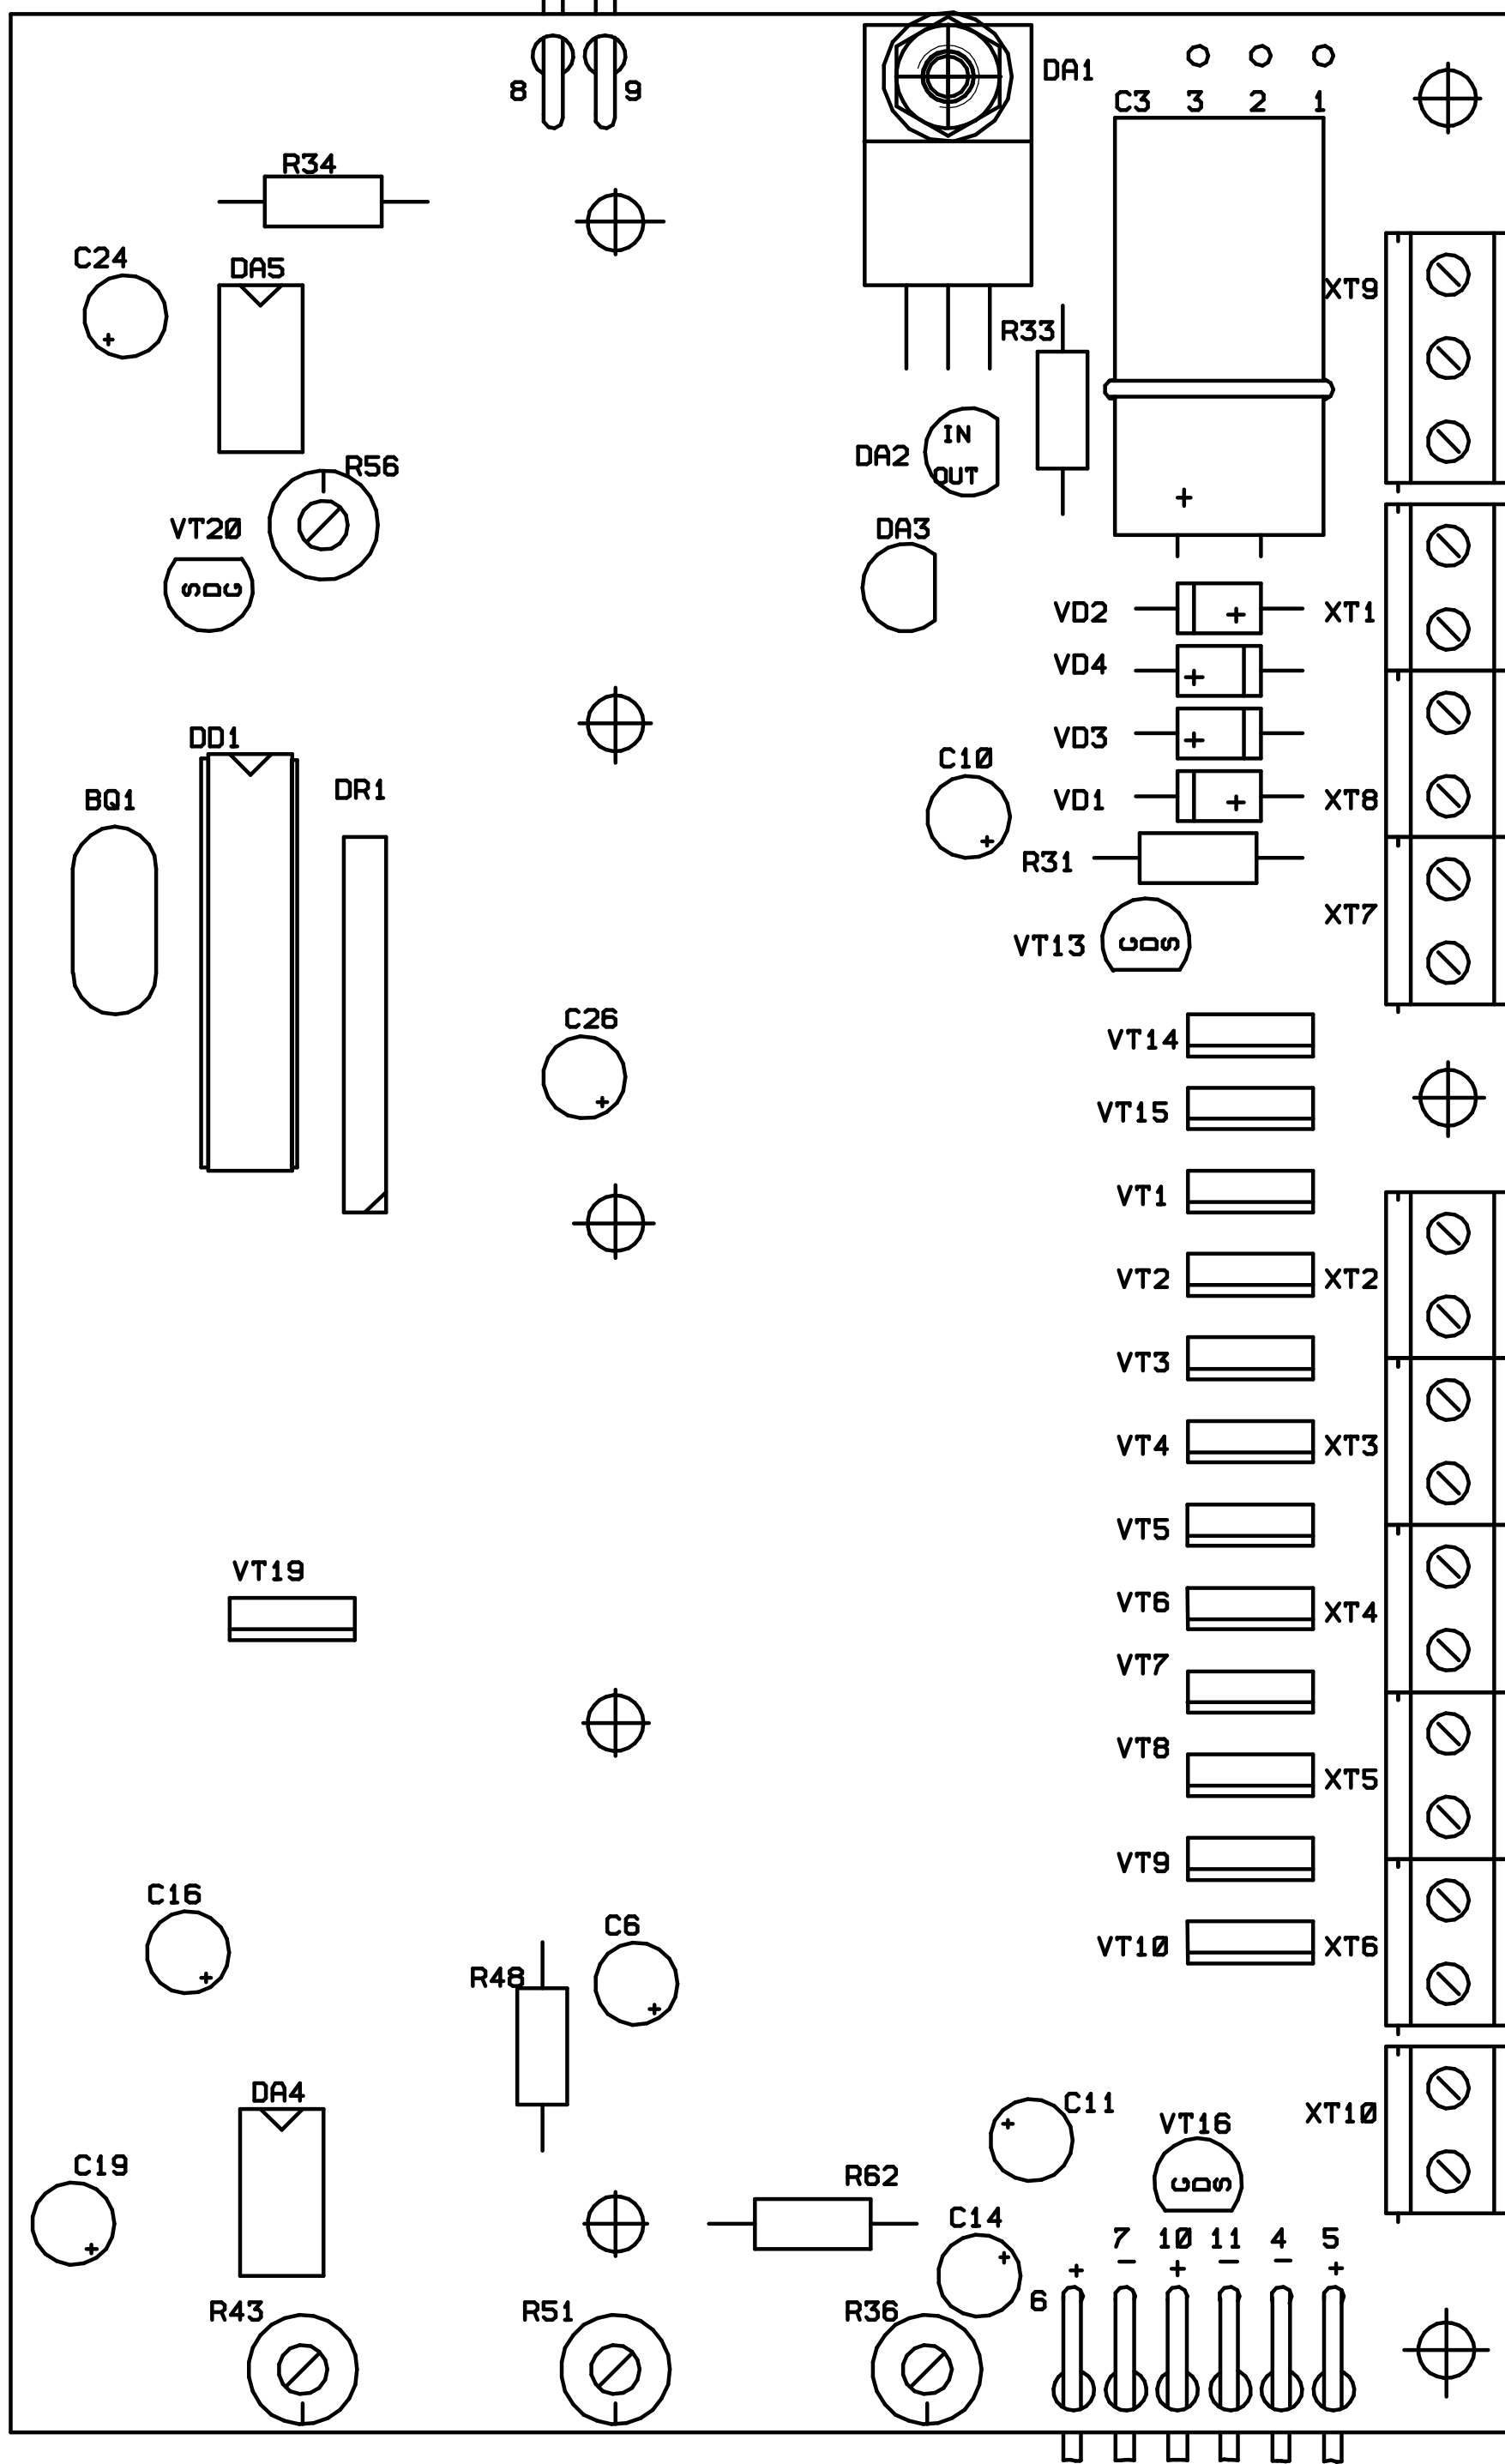 8 9
DA1
C3 3 2 1
R34
C24
DA5
XT9
R33
IN
DA2
OUT
R56
+
VT20
DA3
SDG
VD2 + XT1
VD4 +
DD1
VD3 +
C10
DR1
BQ1
VD1 + XT8
+
R31
XT7
VT13
GDS
C26
VT14
+
VT15
VT1
VT2 XT2
VT3
VT4 XT3
VT5
VT19
VT6 XT4
VT7
VT8
XT5
VT9
C16
C6
VT10 XT6
R48
+
+
DA4
C11
XT10
VT16
+
C19
R62
GDS
C14
7 10 11 4 5
+
+
+ - + - - +
6
R43
R51
R36